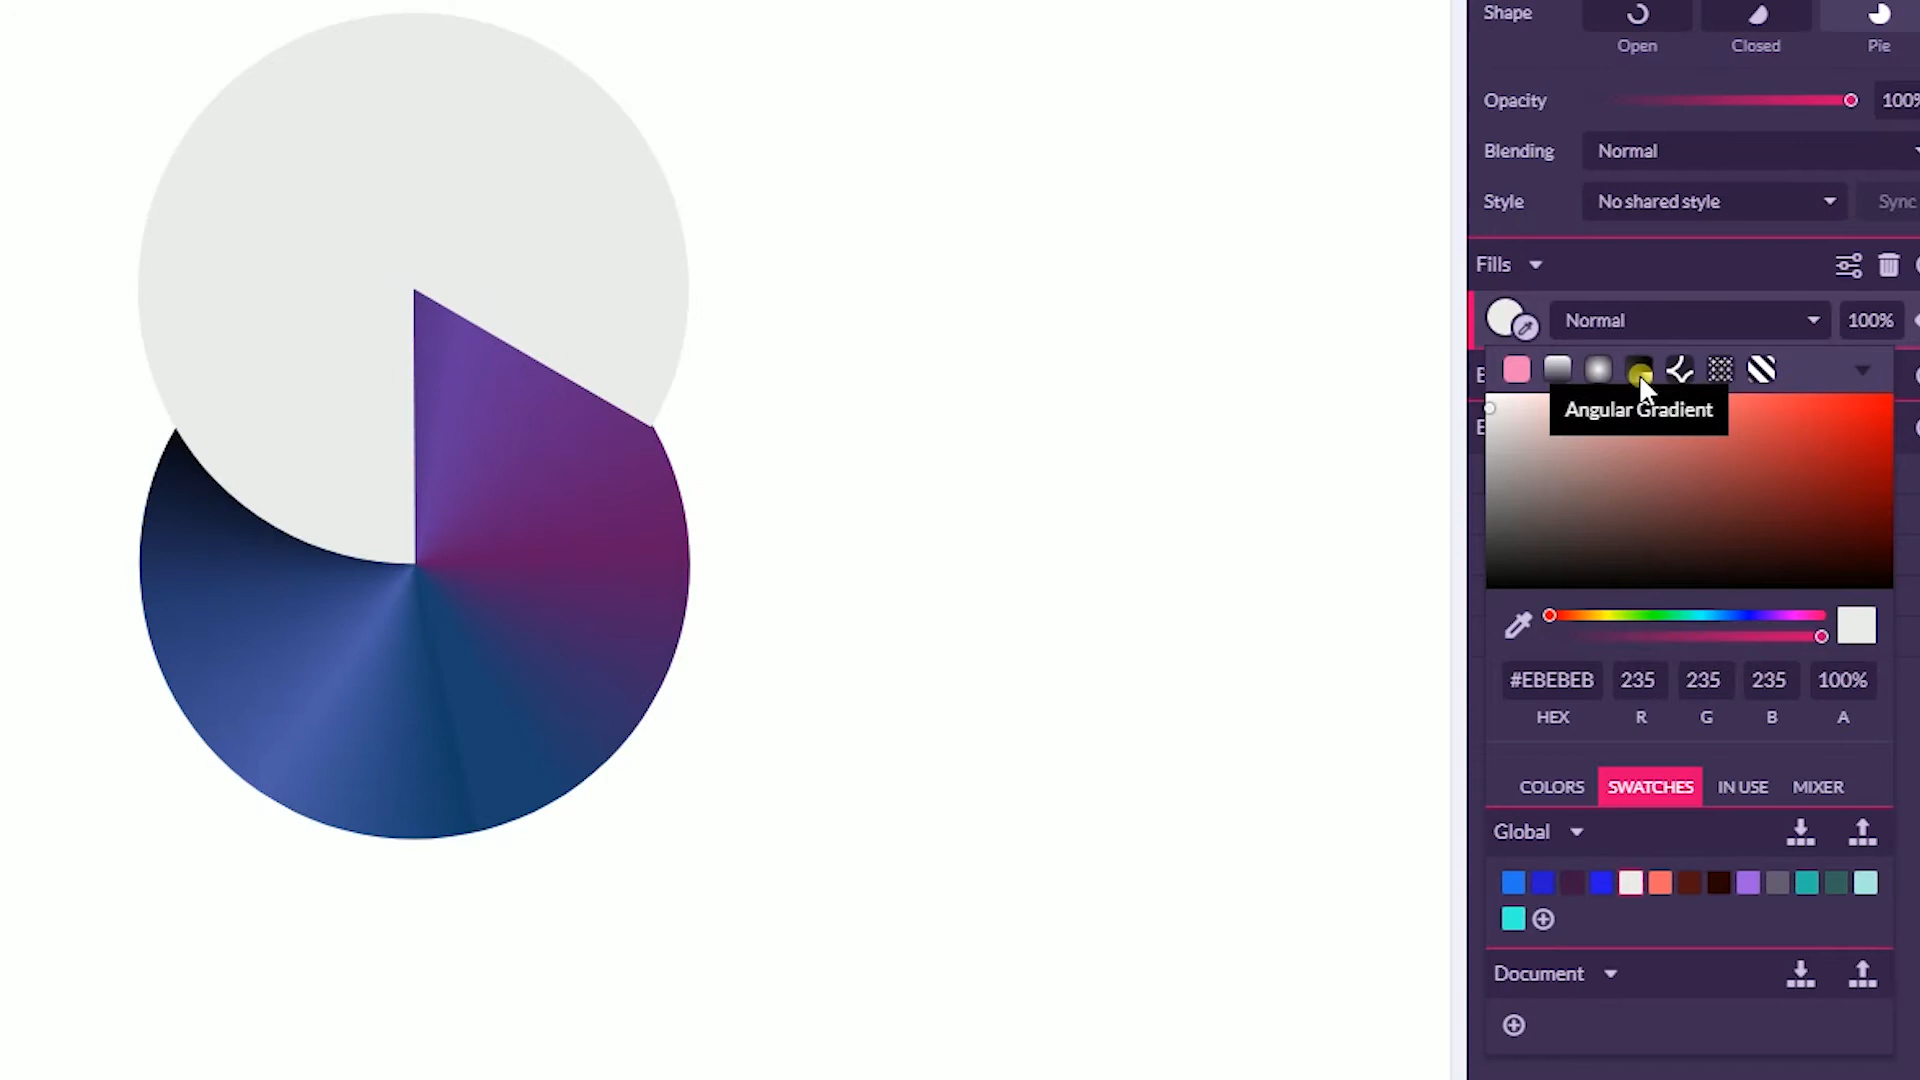 Shape
Open Closed Pie
Opacity 100%
Blending Normal
Style No shared style Sync
Fills
Normal 100%
Angular Gradient
#EBEBEB 235 235 235 100%
HEX R G B A
COLORS SWATCHES IN USE MIXER
Global
Document